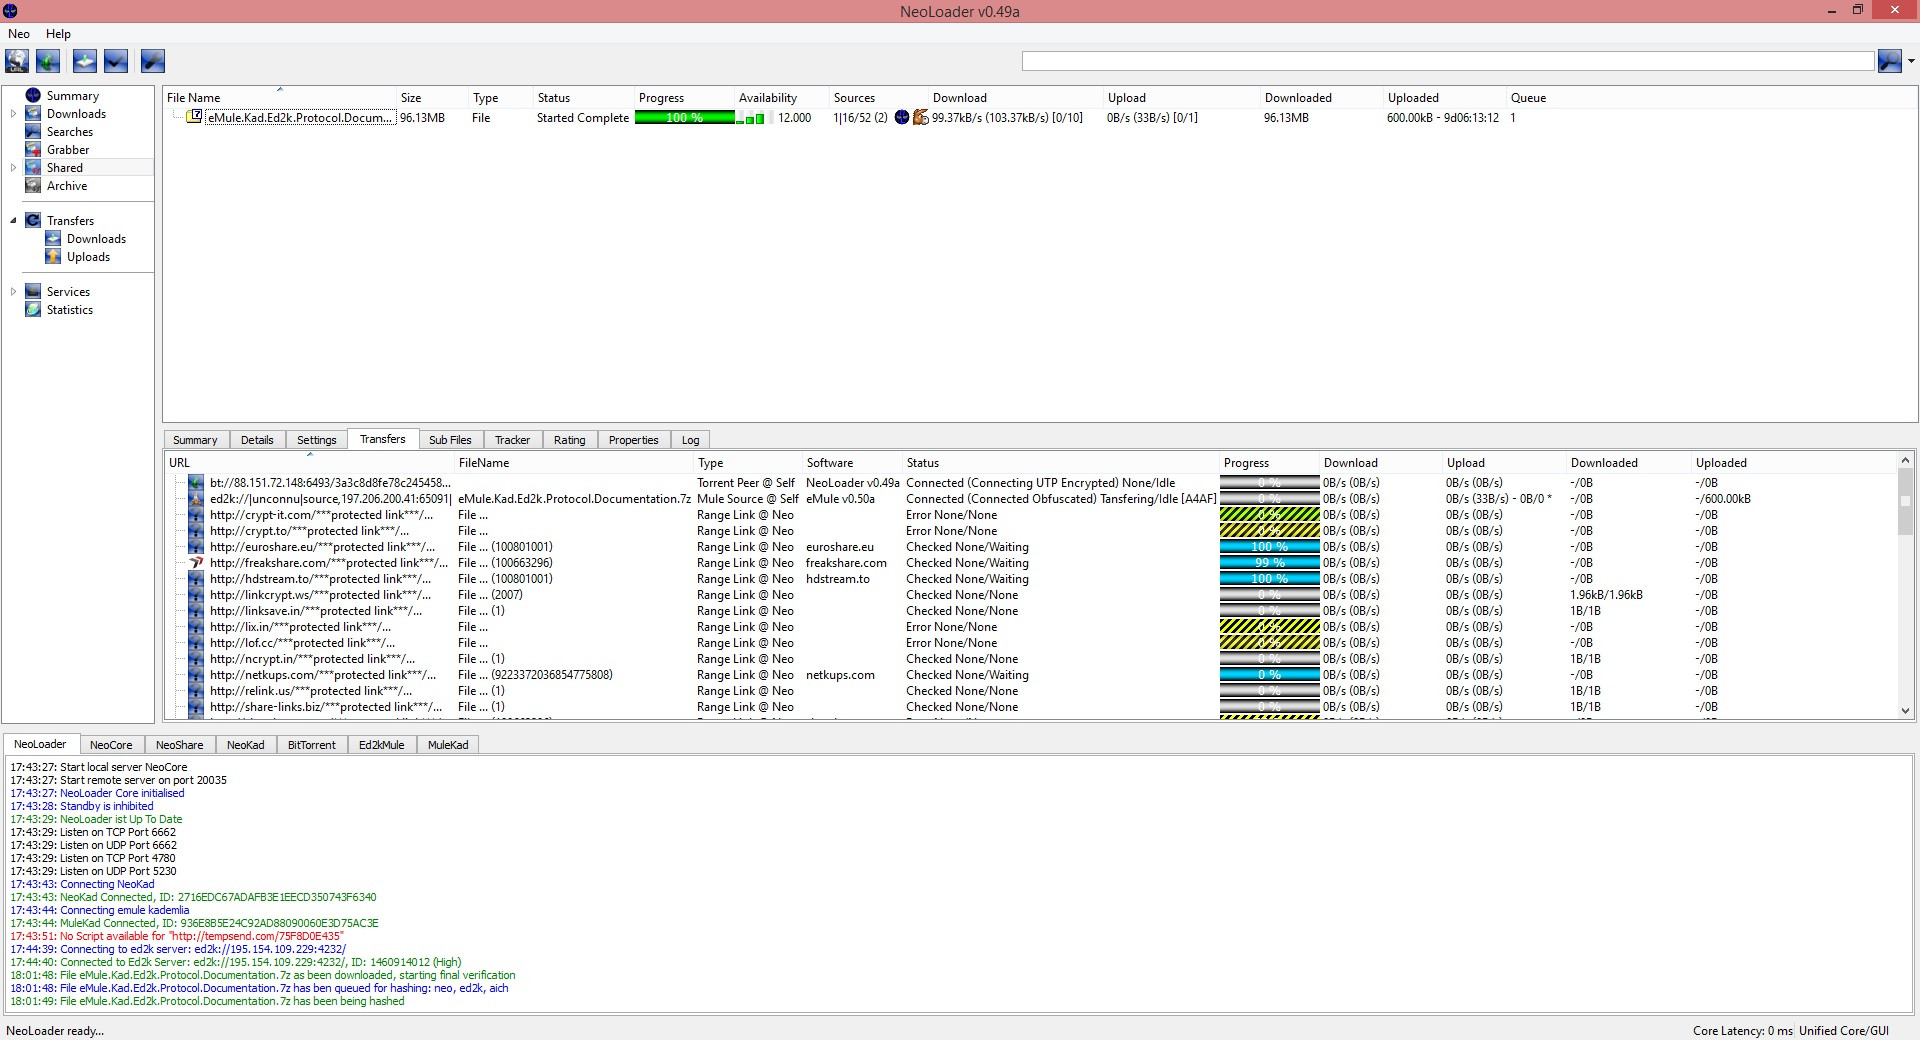 NeoLoader v0.49a
Neo Help
URL
Summary
Downloads
Searches
Grabber
Shared
Archive
Transfers
Downloads
Uploads
Services
Statistics
File Name Size Type Status Progress Availability Sources Download Upload Downloaded Uploaded Queue
eMule.Kad.Ed2k.Protocol.Docum... 96.13MB File Started Complete 100 % 12.000 1|16/52 (2) 99.37kB/s (103.37kB/s) [0/10] 0B/s (33B/s) [0/1] 96.13MB 600.00kB - 9d06:13:12 1
Summary Details Settings Transfers Sub Files Tracker Rating Properties Log
URL FileName Type Software Status Progress Download Upload Downloaded Uploaded
bt://88.151.72.148:6493/3a3c8d8fe78c245458... Torrent Peer @ Self NeoLoader v0.49a Connected (Connecting UTP Encrypted) None/Idle 0 % 0B/s (0B/s) 0B/s (0B/s) -/0B -/0B
ed2k://|unconnu|source,197.206.200.41:65091| eMule.Kad.Ed2k.Protocol.Documentation.7z Mule Source @ Self eMule v0.50a Connected (Connected Obfuscated) Tansfering/Idle [A4AF] 0 % 0B/s (0B/s) 0B/s (33B/s) - 0B/0 * -/0B -/600.00kB
http://crypt-it.com/***protected link***/... File ... Range Link @ Neo Error None/None 0 % 0B/s (0B/s) 0B/s (0B/s) -/0B -/0B
http://crypt.to/***protected link***/... File ... Range Link @ Neo Error None/None 0 % 0B/s (0B/s) 0B/s (0B/s) -/0B -/0B
http://euroshare.eu/***protected link***/... File ... (100801001) Range Link @ Neo euroshare.eu Checked None/Waiting 100 % 0B/s (0B/s) 0B/s (0B/s) -/0B -/0B
http://freakshare.com/***protected link***/... File ... (100663296) Range Link @ Neo freakshare.com Checked None/Waiting 99 % 0B/s (0B/s) 0B/s (0B/s) -/0B -/0B
http://hdstream.to/***protected link***/... File ... (100801001) Range Link @ Neo hdstream.to Checked None/Waiting 100 % 0B/s (0B/s) 0B/s (0B/s) -/0B -/0B
http://linkcrypt.ws/***protected link***/... File ... (2007) Range Link @ Neo Checked None/None 0 % 0B/s (0B/s) 0B/s (0B/s) 1.96kB/1.96kB -/0B
http://linksave.in/***protected link***/... File ... (1) Range Link @ Neo Checked None/None 0 % 0B/s (0B/s) 0B/s (0B/s) 1B/1B -/0B
http://lix.in/***protected link***/... File ... Range Link @ Neo Error None/None 0 % 0B/s (0B/s) 0B/s (0B/s) -/0B -/0B
http://lof.cc/***protected link***/... File ... Range Link @ Neo Error None/None 0 % 0B/s (0B/s) 0B/s (0B/s) -/0B -/0B
http://ncrypt.in/***protected link***/... File ... (1) Range Link @ Neo Checked None/None 0 % 0B/s (0B/s) 0B/s (0B/s) 1B/1B -/0B
http://netkups.com/***protected link***/... File ... (9223372036854775808) Range Link @ Neo netkups.com Checked None/Waiting 0 % 0B/s (0B/s) 0B/s (0B/s) -/0B -/0B
http://relink.us/***protected link***/... File ... (1) Range Link @ Neo Checked None/None 0 % 0B/s (0B/s) 0B/s (0B/s) 1B/1B -/0B
http://share-links.biz/***protected link***/... File ... (1) Range Link @ Neo Checked None/None 0 % 0B/s (0B/s) 0B/s (0B/s) 1B/1B -/0B
NeoLoader NeoCore NeoShare NeoKad BitTorrent Ed2kMule MuleKad
17:43:27: Start local server NeoCore
17:43:27: Start remote server on port 20035
17:43:27: NeoLoader Core initialised
17:43:28: Standby is inhibited
17:43:29: NeoLoader ist Up To Date
17:43:29: Listen on TCP Port 6662
17:43:29: Listen on UDP Port 6662
17:43:29: Listen on TCP Port 4780
17:43:29: Listen on UDP Port 5230
17:43:43: Connecting NeoKad
17:43:43: NeoKad Connected, ID: 2716EDC67ADAFB3E1EECD350743F6340
17:43:44: Connecting emule kademlia
17:43:44: MuleKad Connected, ID: 936E8B5E24C92AD88090060E3D75AC3E
17:43:51: No Script available for "http://tempsend.com/75F8D0E435"
17:44:39: Connecting to ed2k server: ed2k://195.154.109.229:4232/
17:44:40: Connected to Ed2k Server: ed2k://195.154.109.229:4232/, ID: 1460914012 (High)
18:01:48: File eMule.Kad.Ed2k.Protocol.Documentation.7z as been downloaded, starting final verification
18:01:48: File eMule.Kad.Ed2k.Protocol.Documentation.7z has ben queued for hashing: neo, ed2k, aich
18:01:49: File eMule.Kad.Ed2k.Protocol.Documentation.7z has been being hashed
NeoLoader ready... Core Latency: 0 ms Unified Core/GUI